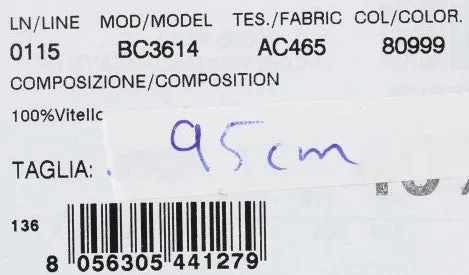 LN/LINE MOD/MODEL TES./FABRIC COL/COLOR.
0115 BC3614 AC465 80999
COMPOSIZIONE/COMPOSITION
100%Vitello
95cm
TAGLIA:
136
8 056305 441279